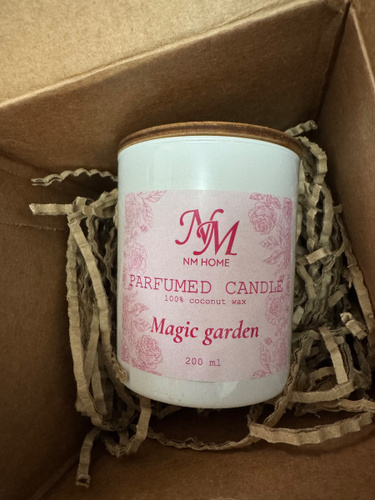 NM
NM HOME
PARFUMED CANDLE
100% coconut wax
Magic garden
200 ml